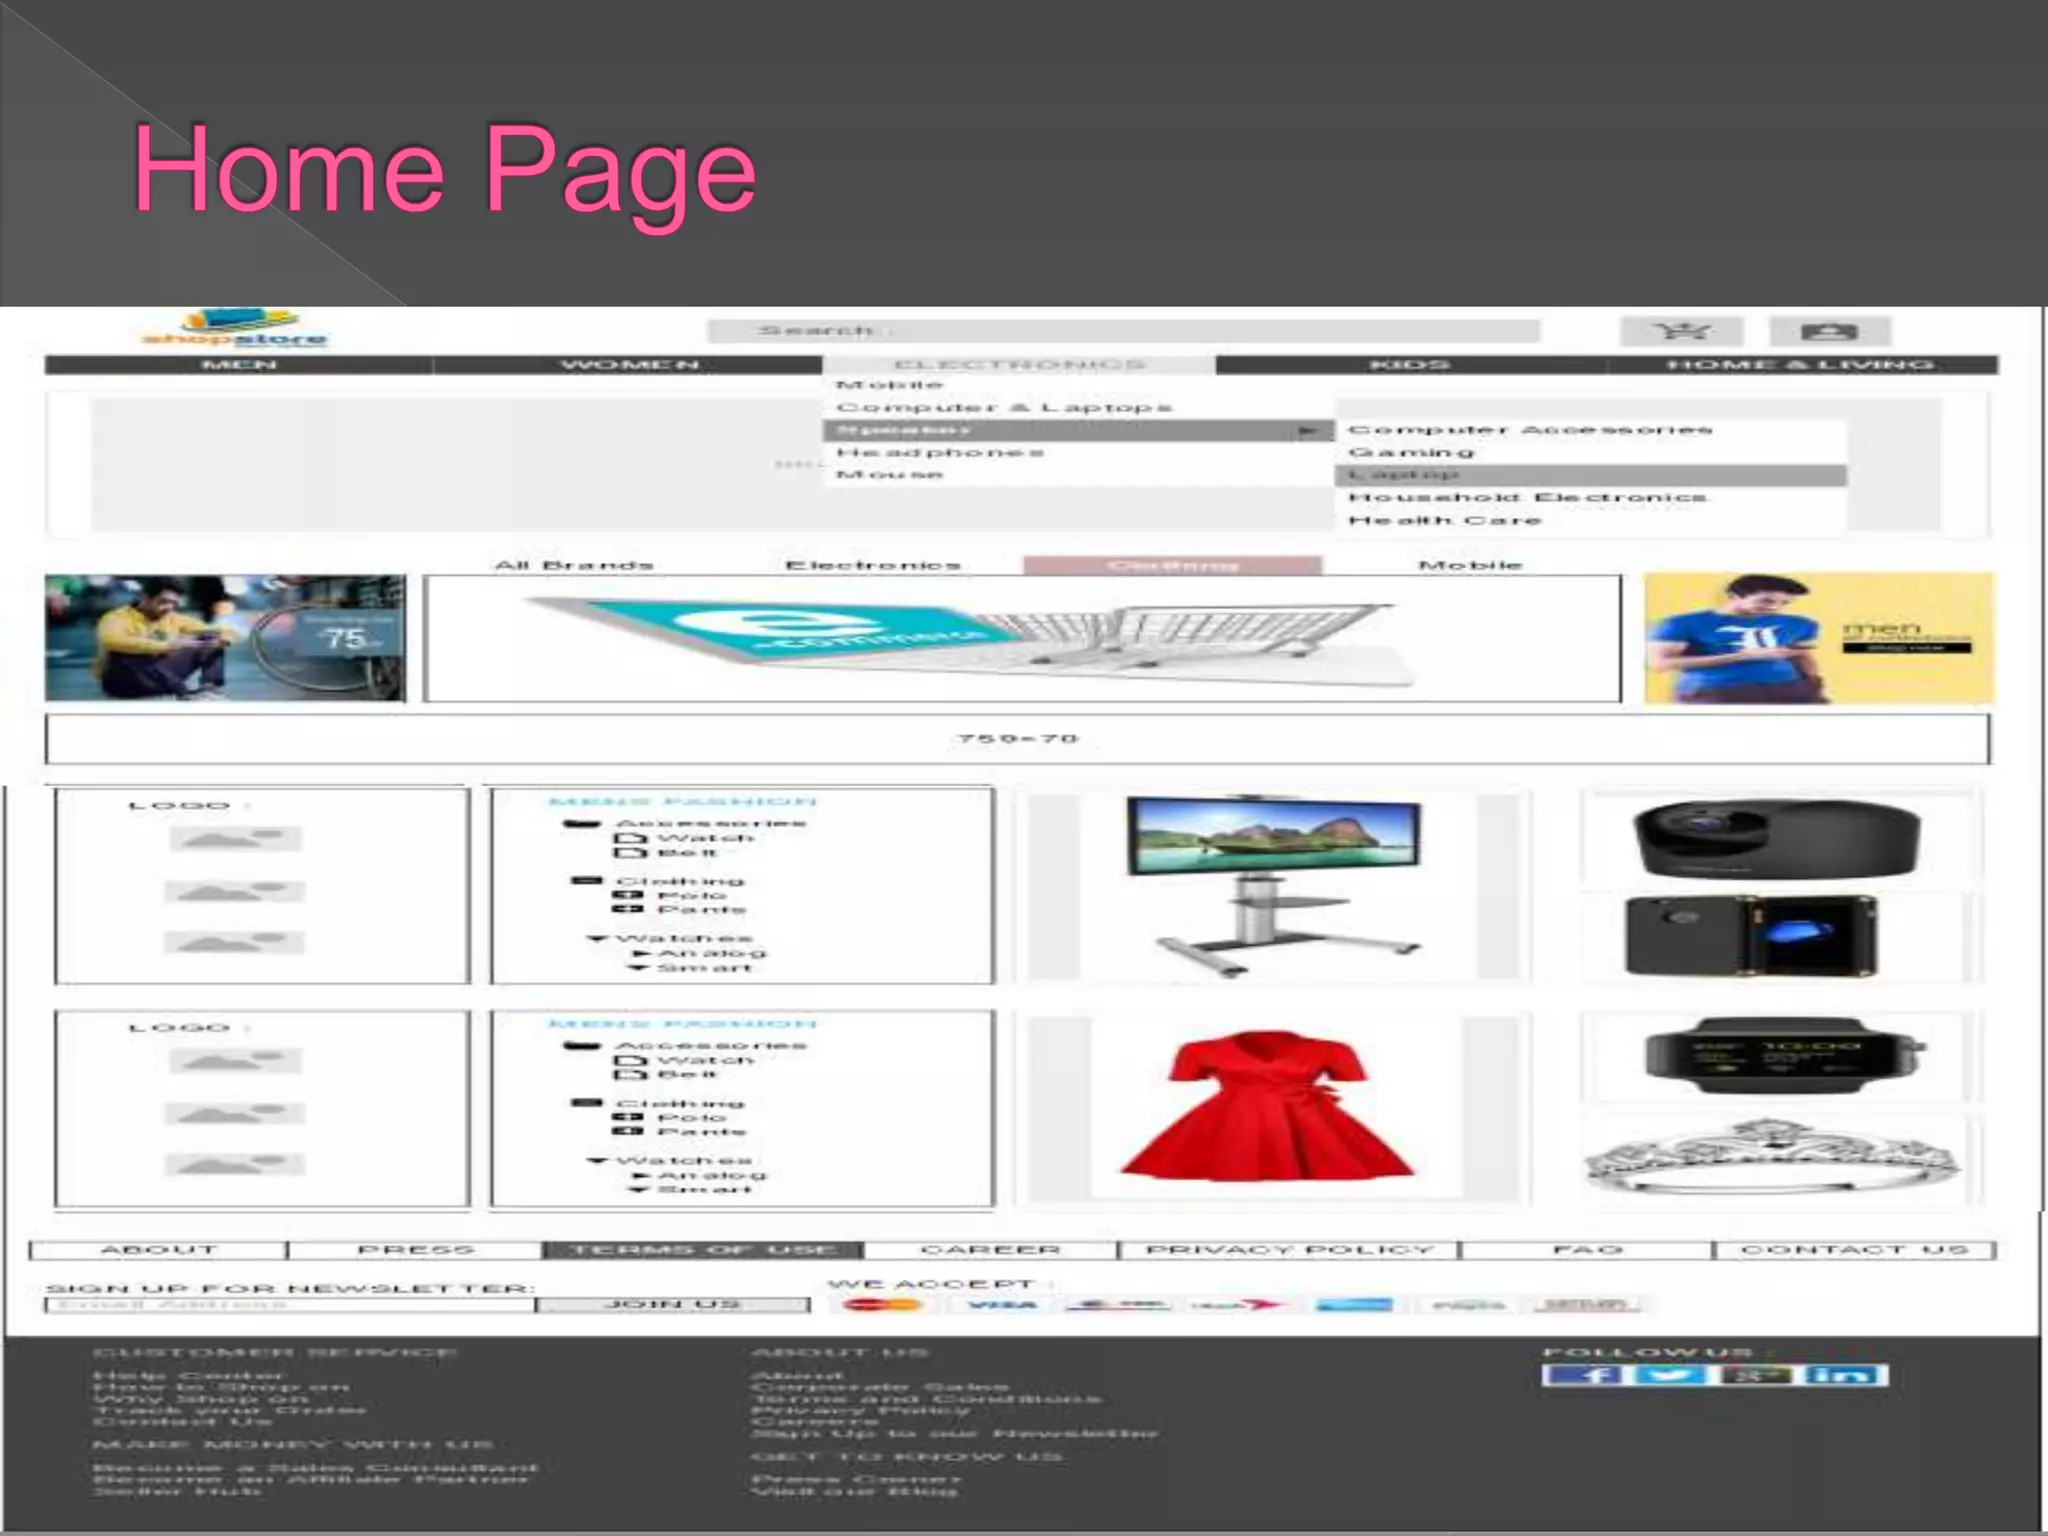 Home Page
shopstore
Search..
MEN WOMEN ELECTRONICS KIDS HOME & LIVING
Mobile
Computer & Laptops
Speaker Computer Accessories
Headphones Gaming
Mouse Laptop
Household Electronics
Health Care
All Brands Electronics Clothing Mobile
75
e
-commerce
men
Shop now
LOGO :
MENS FASHION
Accessories
Watch
Belt
Clothing
Polo
Pants
Watches
Analog
Smart
10:00
LOGO :
MENS FASHION
Accessories
Watch
Belt
Clothing
Polo
Pants
Watches
Analog
Smart
ABOUT PRESS TERMS OF USE CAREER PRIVACY POLICY FAQ CONTACT US
SIGN UP FOR NEWSLETTER:
Email Address JOIN US
WE ACCEPT :
VISA
CUSTOMER SERVICE
Help Center
How to Shop on
Why Shop on
Track your Order
Contact Us
MAKE MONEY WITH US
Become a Sales Consultant
Become an Affiliate Partner
Seller Hub
ABOUT US
About
Corporate Sales
Terms and Conditions
Privacy Policy
Careers
Sign Up to our Newsletter
GET TO KNOW US
Press Corner
Visit our Blog
FOLLOW US :
f
g+
in